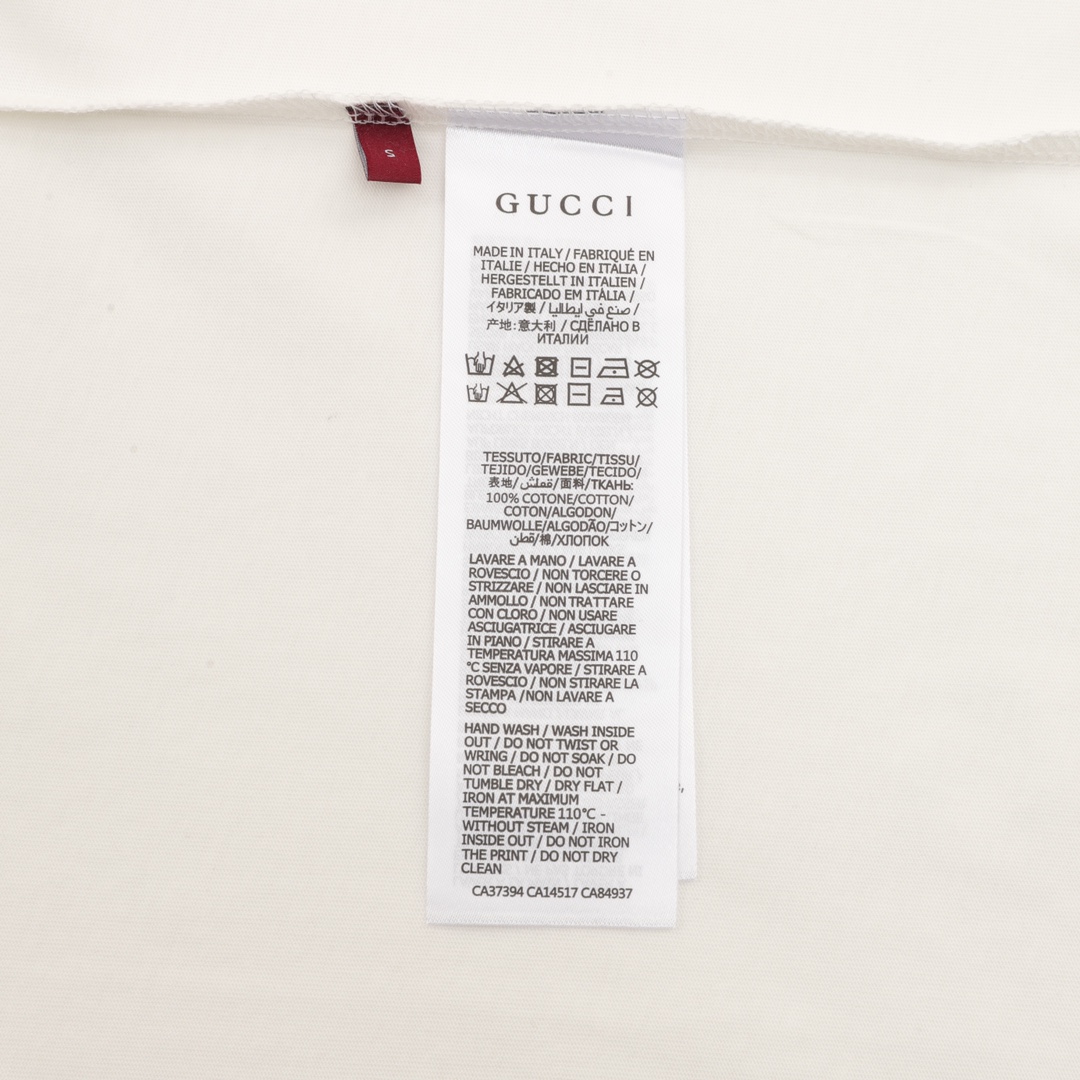 S
GUCCI
MADE IN ITALY / FABRIQUÉ EN
ITALIE / HECHO EN ITALIA /
HERGESTELLT IN ITALIEN /
FABRICADO EM ITÁLIA /
イタリア製 / صنع في ايطاليا /
产地: 意大利 / СДЕЛАНО В
ИТАЛИИ
TESSUTO/FABRIC/TISSU/
TEJIDO/GEWEBE/TECIDO/
表地/قملش/面料/ТКАНЬ:
100% COTONE/COTTON/
COTON/ALGODON/
BAUMWOLLE/ALGODÃO/コットン/
قطن/棉/ХЛОПОК
LAVARE A MANO / LAVARE A
ROVESCIO / NON TORCERE O
STRIZZARE / NON LASCIARE IN
AMMOLLO / NON TRATTARE
CON CLORO / NON USARE
ASCIUGATRICE / ASCIUGARE
IN PIANO / STIRARE A
TEMPERATURA MASSIMA 110
°C SENZA VAPORE / STIRARE A
ROVESCIO / NON STIRARE LA
STAMPA /NON LAVARE A
SECCO
HAND WASH / WASH INSIDE
OUT / DO NOT TWIST OR
WRING / DO NOT SOAK / DO
NOT BLEACH / DO NOT
TUMBLE DRY / DRY FLAT /
IRON AT MAXIMUM
TEMPERATURE 110°C -
WITHOUT STEAM / IRON
INSIDE OUT / DO NOT IRON
THE PRINT / DO NOT DRY
CLEAN
CA37394 CA14517 CA84937